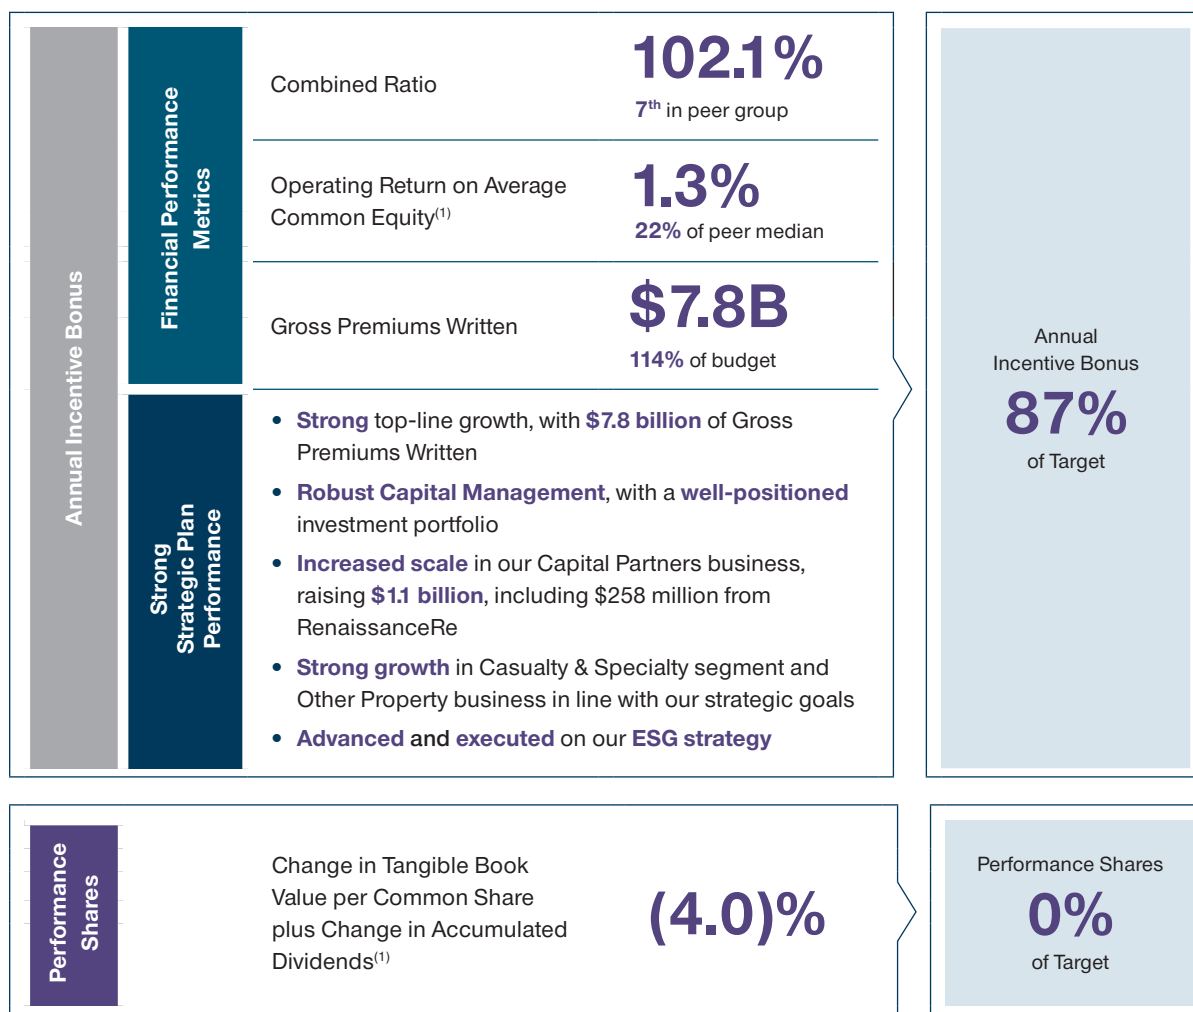 Annual Incentive Bonus
Financial Performance
Metrics
Combined Ratio
102.1%
7th in peer group
Operating Return on Average
Common Equity(1)
1.3%
22% of peer median
Gross Premiums Written
$7.8B
114% of budget
Strong
Strategic Plan
Performance
• Strong top-line growth, with $7.8 billion of Gross
Premiums Written
• Robust Capital Management, with a well-positioned
investment portfolio
• Increased scale in our Capital Partners business,
raising $1.1 billion, including $258 million from
RenaissanceRe
• Strong growth in Casualty & Specialty segment and
Other Property business in line with our strategic goals
• Advanced and executed on our ESG strategy
Annual
Incentive Bonus
87%
of Target
Performance
Shares
Change in Tangible Book
Value per Common Share
plus Change in Accumulated
Dividends(1)
(4.0)%
Performance Shares
0%
of Target